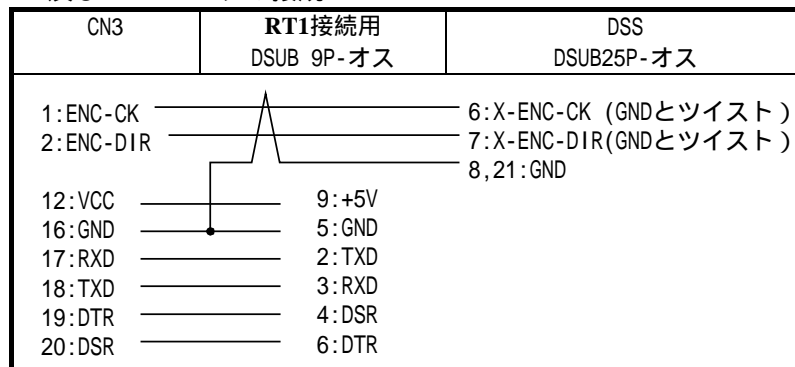 CN3 RT1接続用 DSS
DSUB 9P-オス DSUB25P-オス
1:ENC-CK 6:X-ENC-CK (GNDとツイスト)
2:ENC-DIR 7:X-ENC-DIR(GNDとツイスト)
8,21:GND
12:VCC 9:+5V
16:GND 5:GND
17:RXD 2:TXD
18:TXD 3:RXD
19:DTR 4:DSR
20:DSR 6:DTR